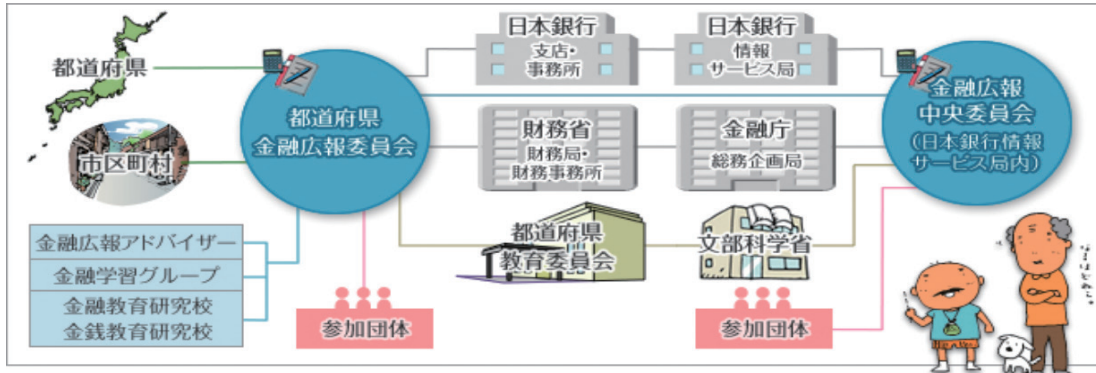 都道府県
市区町村
都道府県
金融広報委員会
日本銀行
支店・
事務所
日本銀行
情報
サービス局
財務省
財務局・
財務事務所
金融庁
総務企画局
都道府県
教育委員会
文部科学省
金融広報
中央委員会
(日本銀行情報
サービス局内)
金融広報アドバイザー
金融学習グループ
金融教育研究校
金銭教育研究校
参加団体
参加団体
なるほどねぇ。